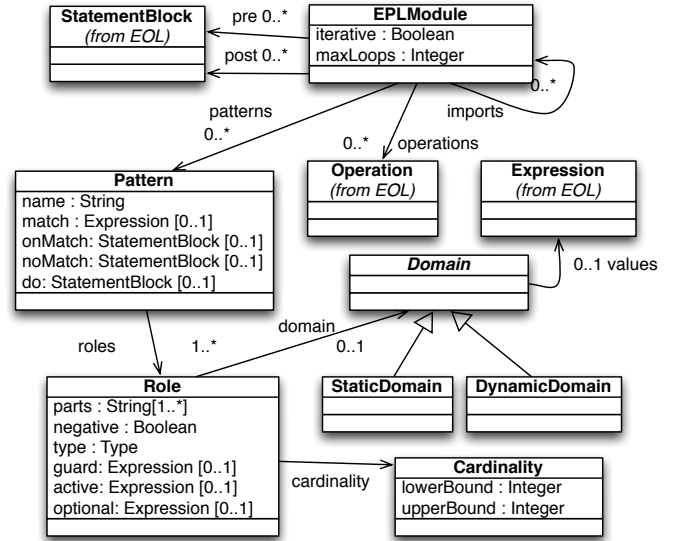 StatementBlock
(from EOL)
pre 0..*
post 0..*
EPLModule
iterative : Boolean
maxLoops : Integer
0..*
imports
patterns
0..*
0..*
operations
Operation
(from EOL)
Expression
(from EOL)
Pattern
name : String
match : Expression [0..1]
onMatch: StatementBlock [0..1]
noMatch: StatementBlock [0..1]
do: StatementBlock [0..1]
Domain
0..1 values
roles
1..*
domain
0..1
StaticDomain
DynamicDomain
Role
parts : String[1..*]
negative : Boolean
type : Type
guard: Expression [0..1]
active: Expression [0..1]
optional: Expression [0..1]
cardinality
Cardinality
lowerBound : Integer
upperBound : Integer